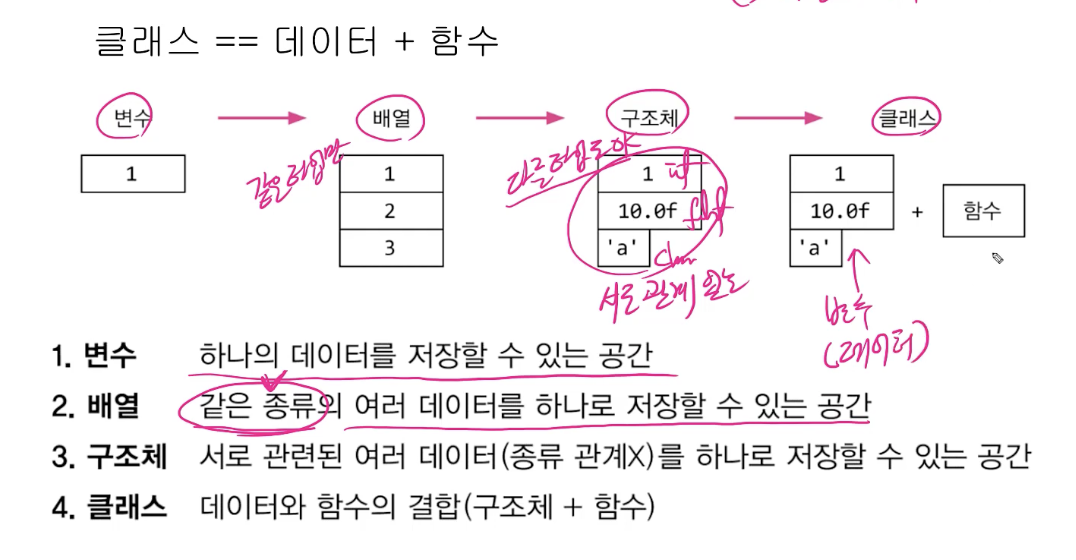 클래스 == 데이터 + 함수
변수 배열 구조체 클래스
같은타입만
다른타입도 아
1
1
2
3
1 int
10.0f
'a'
1
10.0f
'a'
+
함수
서로 관계
변수
(데이터)
1. 변수 하나의 데이터를 저장할 수 있는 공간
2. 배열 같은 종류의 여러 데이터를 하나로 저장할 수 있는 공간
3. 구조체 서로 관련된 여러 데이터(종류 관계X)를 하나로 저장할 수 있는 공간
4. 클래스 데이터와 함수의 결합(구조체 + 함수)